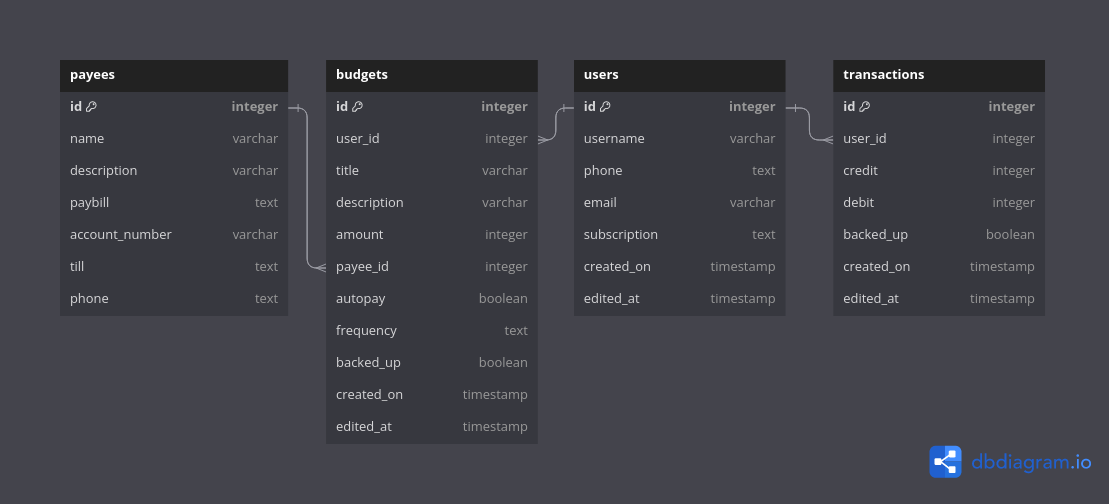 payees
id integer
name varchar
description varchar
paybill text
account_number varchar
till text
phone text
budgets
id integer
user_id integer
title varchar
description varchar
amount integer
payee_id integer
autopay boolean
frequency text
backed_up boolean
created_on timestamp
edited_at timestamp
users
id integer
username varchar
phone text
email varchar
subscription text
created_on timestamp
edited_at timestamp
transactions
id integer
user_id integer
credit integer
debit integer
backed_up boolean
created_on timestamp
edited_at timestamp
dbdiagram.io